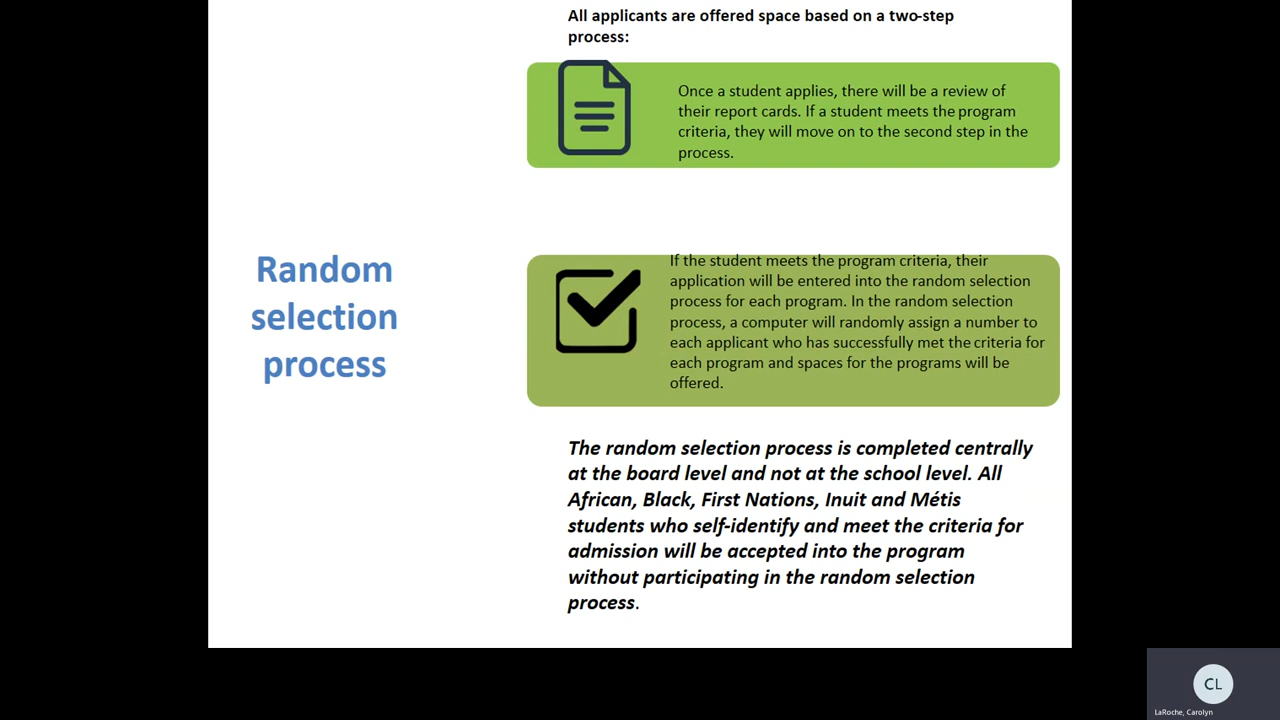 All applicants are offered space based on a two-step
process:
Once a student applies, there will be a review of
their report cards. If a student meets the program
criteria, they will move on to the second step in the
process.
Random
selection
process
If the student meets the program criteria, their
application will be entered into the random selection
process for each program. In the random selection
process, a computer will randomly assign a number to
each applicant who has successfully met the criteria for
each program and spaces for the programs will be
offered.
The random selection process is completed centrally
at the board level and not at the school level. All
African, Black, First Nations, Inuit and Métis
students who self-identify and meet the criteria for
admission will be accepted into the program
without participating in the random selection
process.
CL
LaRoche, Carolyn